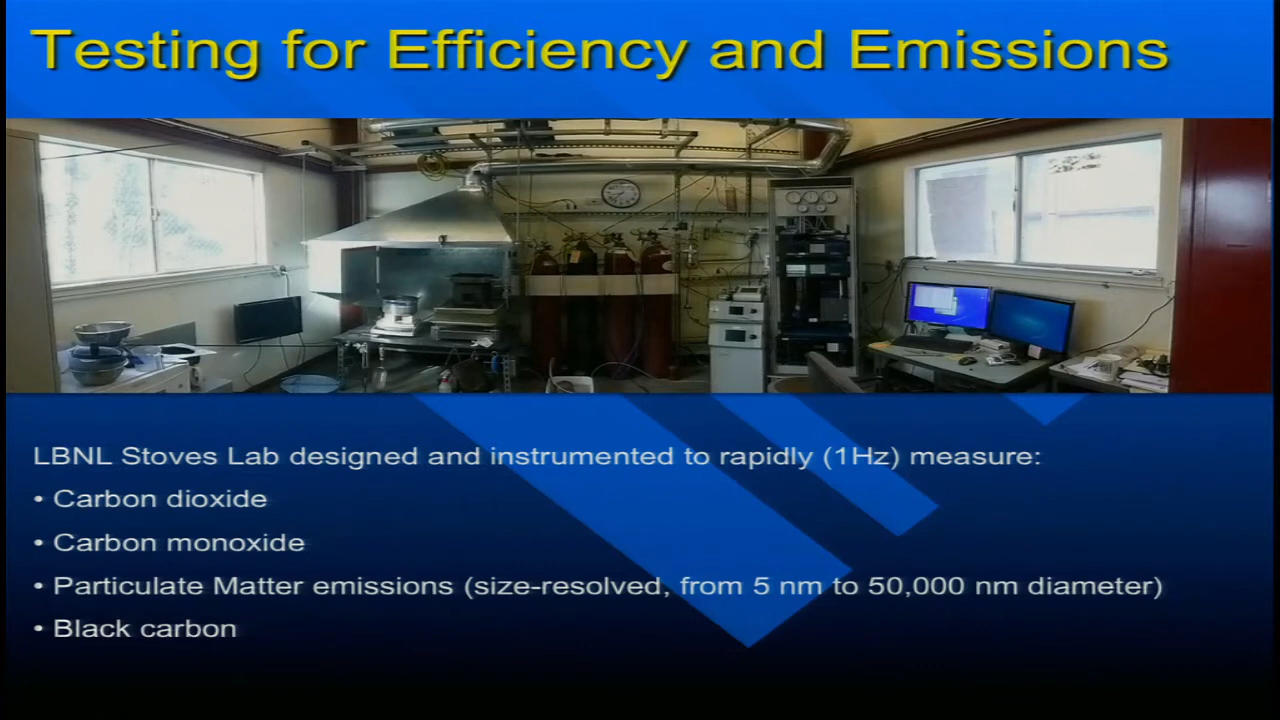 Testing for Efficiency and Emissions
LBNL Stoves Lab designed and instrumented to rapidly (1Hz) measure:
• Carbon dioxide
• Carbon monoxide
• Particulate Matter emissions (size-resolved, from 5 nm to 50,000 nm diameter)
• Black carbon